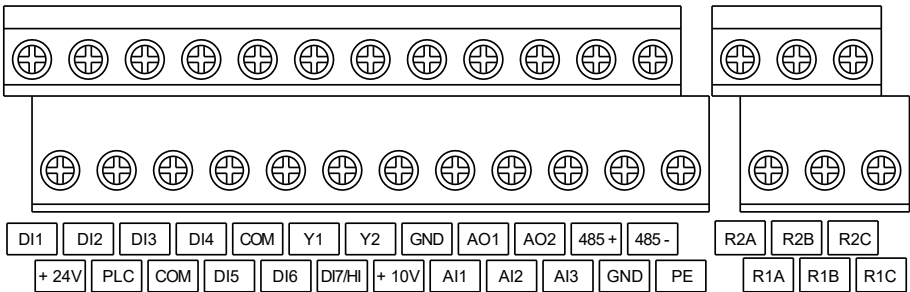 DI1 DI2 DI3 DI4 COM Y1 Y2 GND AO1 AO2 485 + 485 - R2A R2B R2C
+ 24V PLC COM DI5 DI6 DI7/HI + 10V AI1 AI2 AI3 GND PE R1A R1B R1C